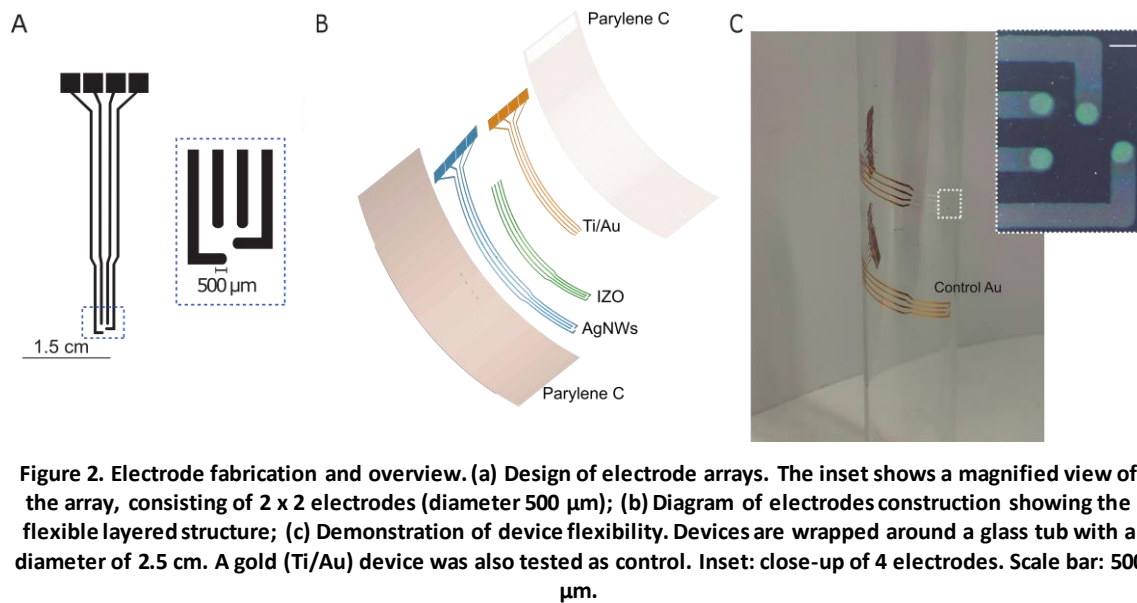 A
B
C
Parylene C
500 μm
1.5 cm
Ti/Au
IZO
AgNWs
Parylene C
Control Au
Figure 2. Electrode fabrication and overview. (a) Design of electrode arrays. The inset shows a magnified view of
the array, consisting of 2 x 2 electrodes (diameter 500 μm); (b) Diagram of electrodes construction showing the
flexible layered structure; (c) Demonstration of device flexibility. Devices are wrapped around a glass tub with a
diameter of 2.5 cm. A gold (Ti/Au) device was also tested as control. Inset: close-up of 4 electrodes. Scale bar: 500
μm.